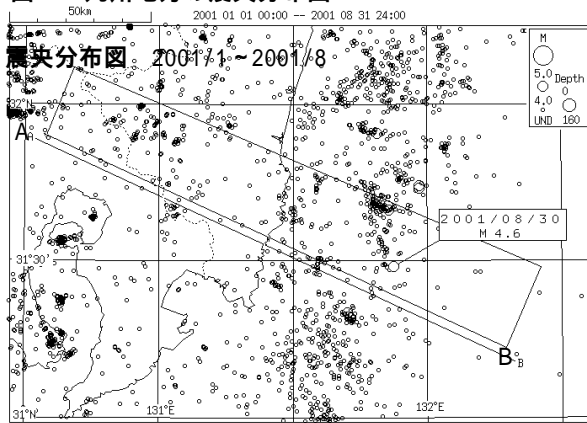 50km
2001 01 01 00:00 -- 2001 08 31 24:00
震央分布図 2001/1~2001/8
M
5.0
Depth
0
4.0
UND 160
32°N
A
A
2001/08/30
M 4.6
31°30's
B
B
31°N
131°E
132°E